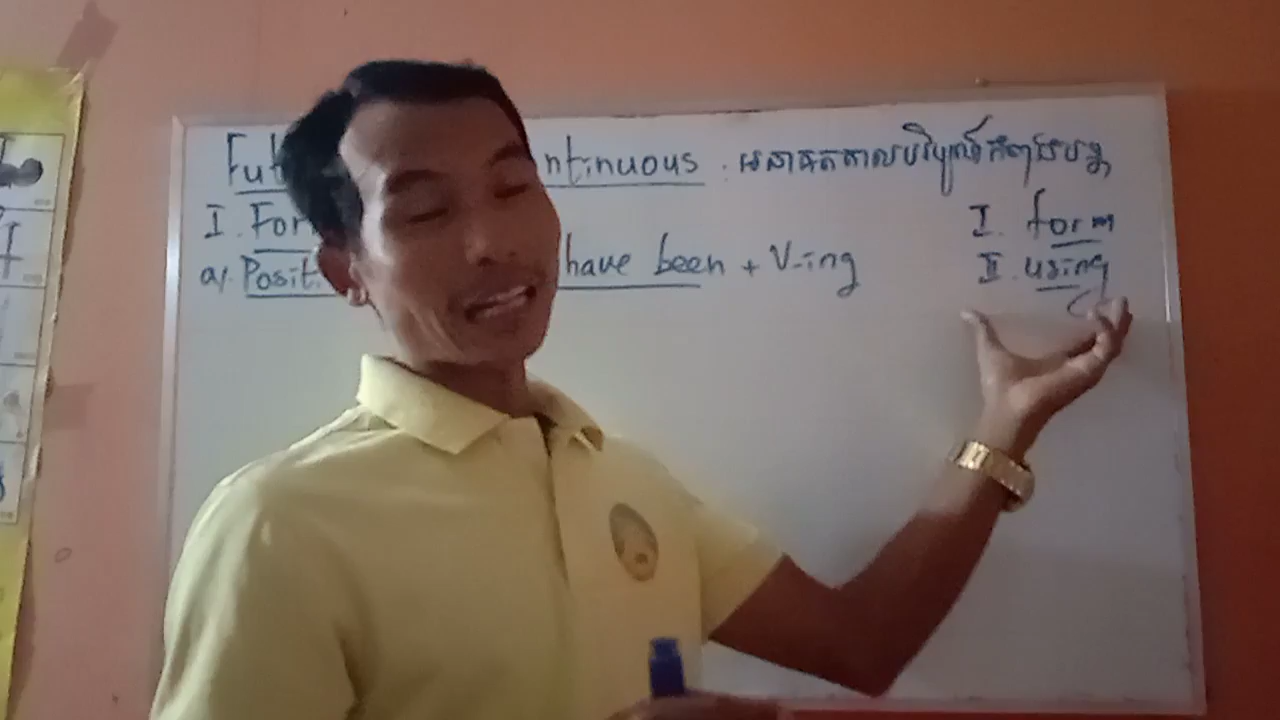 Fut ntinuous : អនាគតកាលបរិបូណ៌កំពុងបន្ត
I. For I. form
a/. Posit have been + V-ing II. using